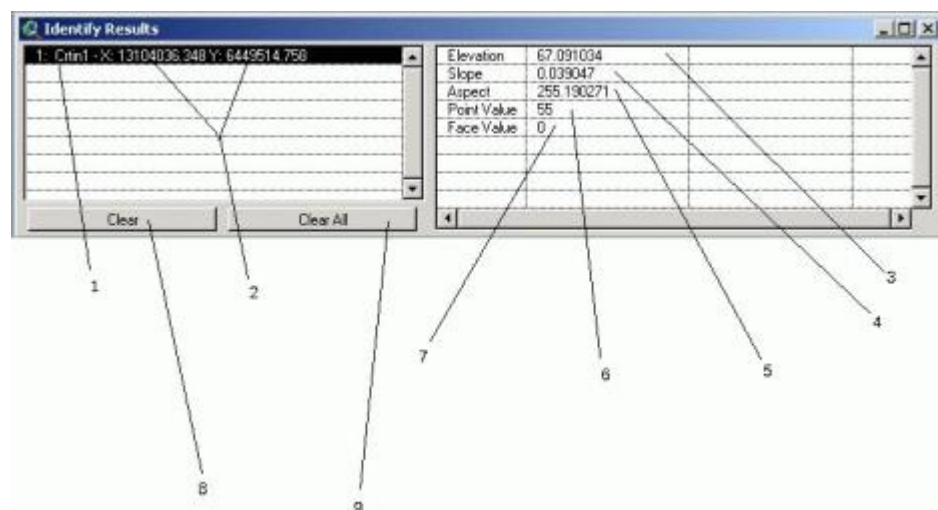 Identify Results
1: Crtin1 - X: 13104036.348 Y: 6449514.758
Elevation 67.091034
Slope 0.039047
Aspect 255.190271
Point Value 55
Face Value 0
Clear Clear All
1
2
3
4
5
6
7
8
9